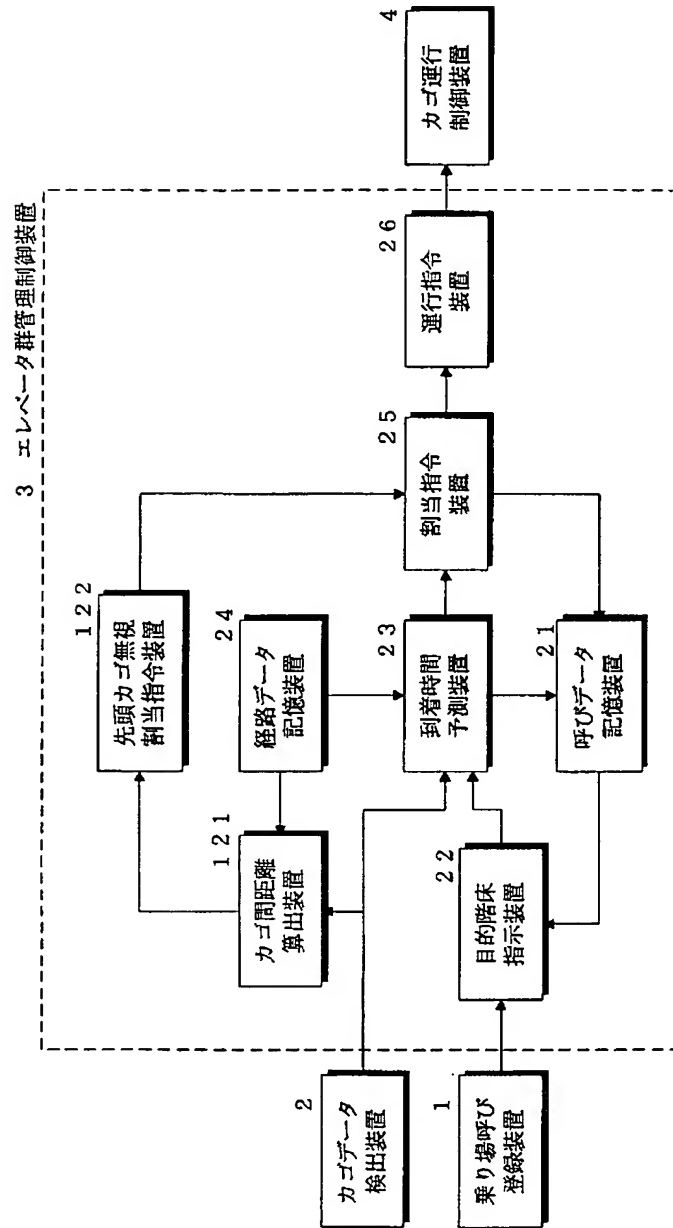 3 エレベータ群管理制御装置
122
先頭カゴ無視
割当指令装置
24
経路データ
記憶装置
121
カゴ間距離
算出装置
23
到着時間
予測装置
25
割当指令
装置
26
運行指令
装置
4
カゴ運行
制御装置
21
呼びデータ
記憶装置
22
目的階床
指示装置
2
カゴデータ
検出装置
1
乗り場呼び
登録装置